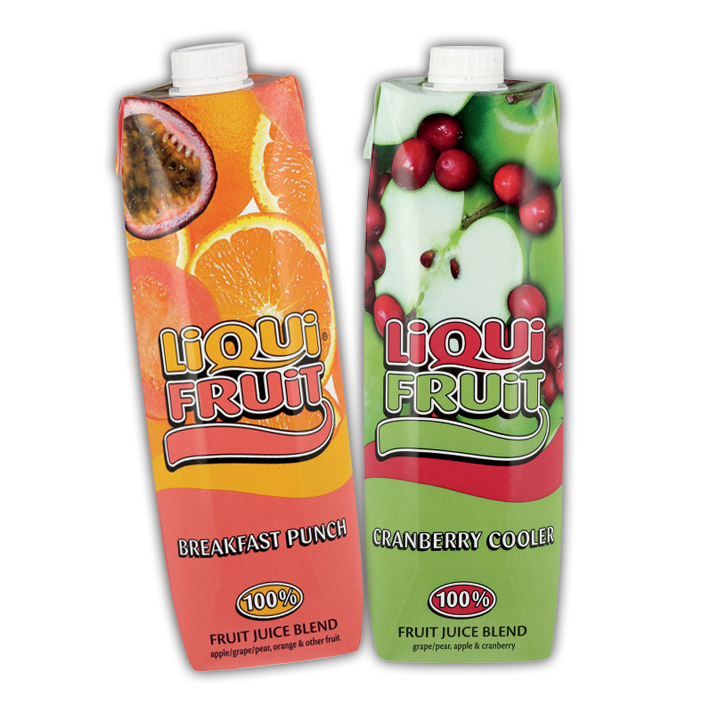 LiQUi
FRUiT
BREAKFAST PUNCH
100%
FRUIT JUICE BLEND
apple/grape/pear, orange & other fruit
LiQUi
FRUiT
CRANBERRY COOLER
100%
FRUIT JUICE BLEND
grape/pear, apple & cranberry